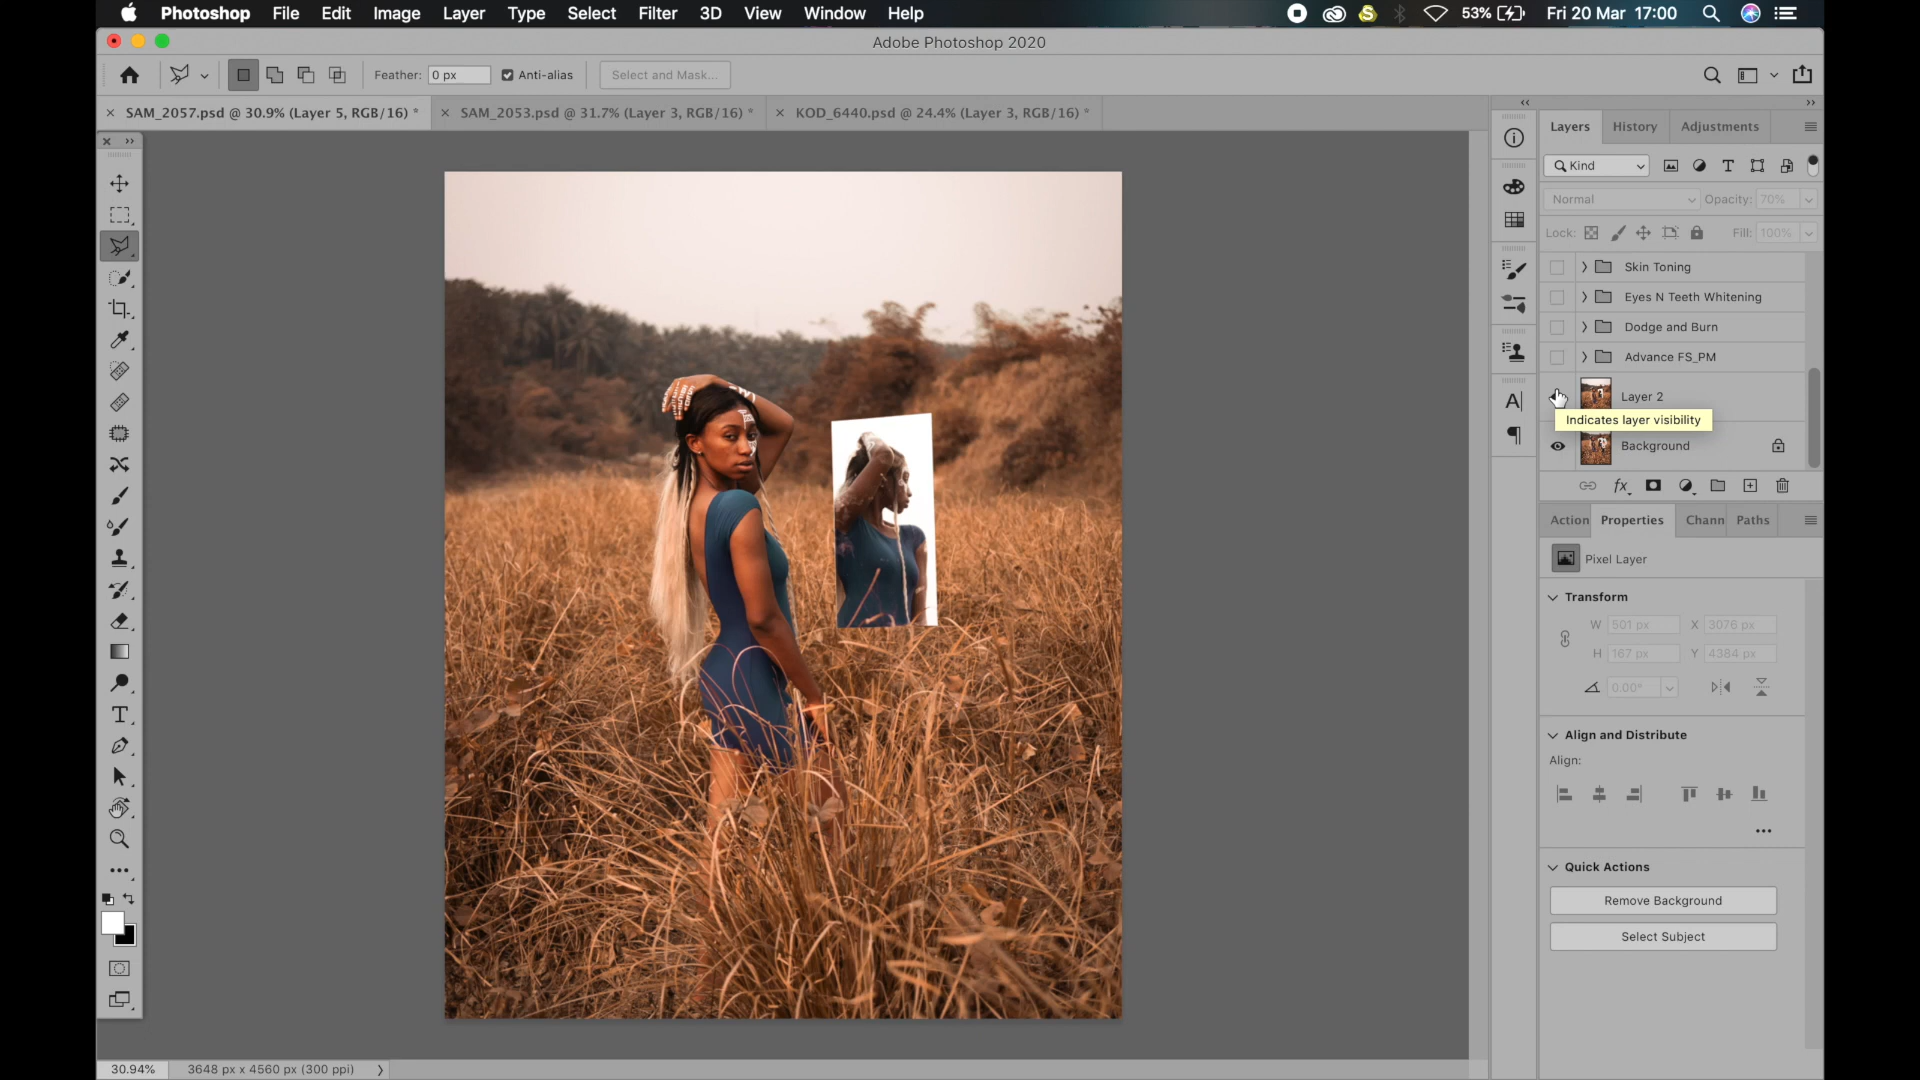 Photoshop File Edit Image Layer Type Select Filter 3D View Window Help 53% Fri 20 Mar 17:00
Adobe Photoshop 2020
Feather: 0 px Anti-alias Select and Mask...
SAM_2057.psd @ 30.9% (Layer 5, RGB/16) * SAM_2053.psd @ 31.7% (Layer 3, RGB/16) * KOD_6440.psd @ 24.4% (Layer 3, RGB/16) *
Layers History Adjustments
Kind
Normal Opacity: 70%
Lock: Fill: 100%
Skin Toning
Eyes N Teeth Whitening
Dodge and Burn
Advance FS_PM
Layer 2
Indicates layer visibility
Background
Action Properties Chann Paths
Pixel Layer
Transform
W 501 px X 3076 px
H 167 px Y 4384 px
0.00°
Align and Distribute
Align:
Quick Actions
Remove Background
Select Subject
30.94% 3648 px x 4560 px (300 ppi)